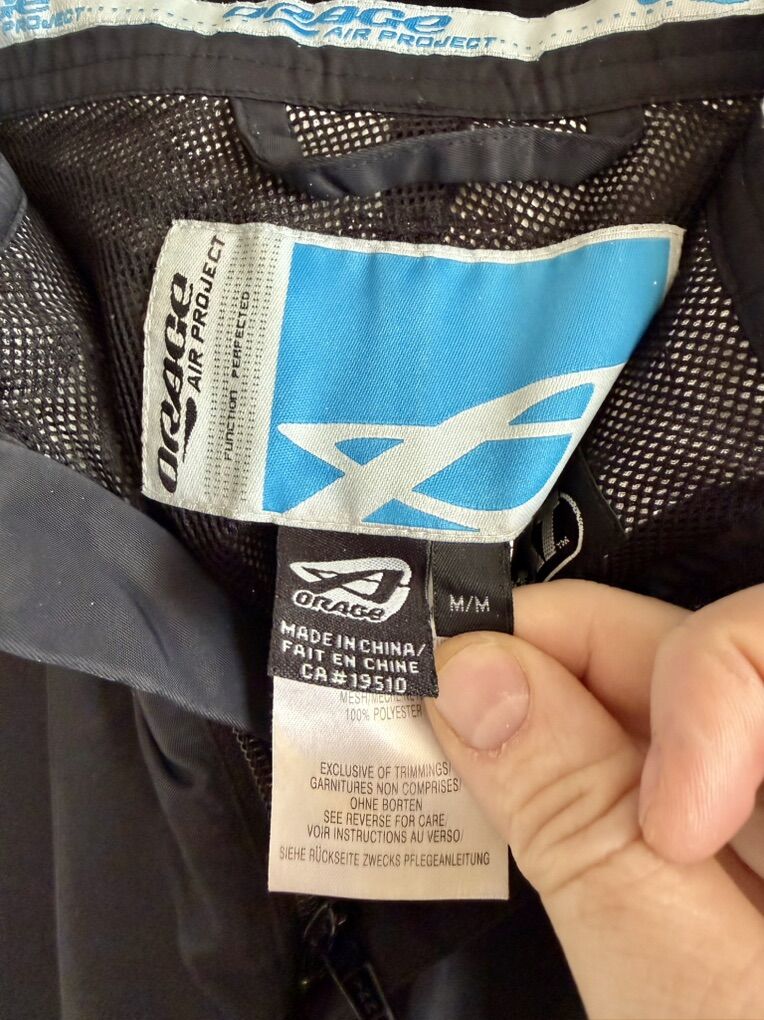 ORAGE
AIR PROJECT
PROJECT
ORAGE
AIR PROJECT
FUNCTION PERFECTED
ORAGE
M/M
MADE IN CHINA/
FAIT EN CHINE
CA#19510
100% POLYESTER
EXCLUSIVE OF TRIMMINGS/
GARNITURES NON COMPRISES/
OHNE BORTEN
SEE REVERSE FOR CARE
VOIR INSTRUCTIONS AU VERSO/
SIEHE RÜCKSEITE ZWECKS PFLEGEANLEITUNG